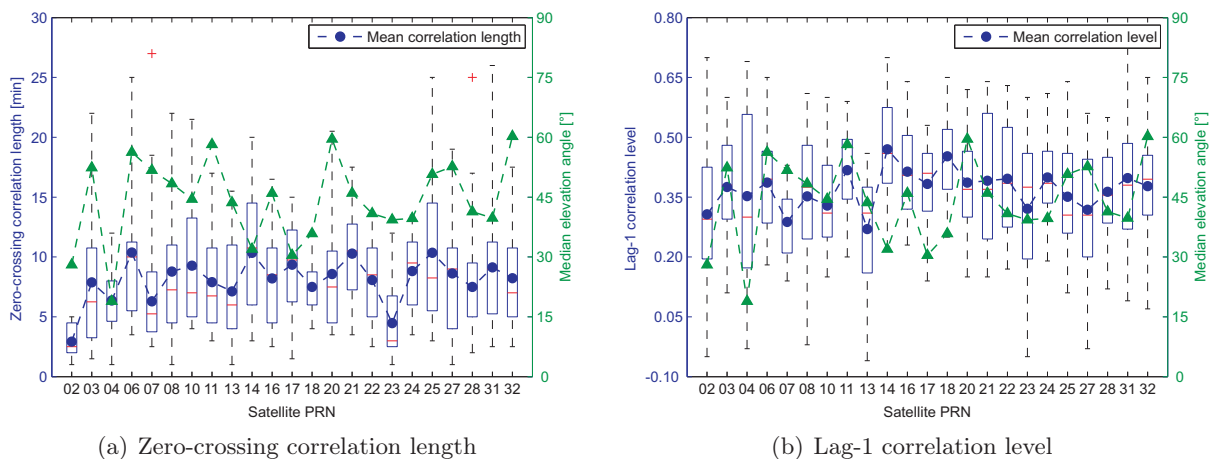 30
25
20
15
10
5
0
Zero-crossing correlation length [min]
Mean correlation length
90
75
60
45
30
15
0
Median elevation angle [°]
02 03 04 06 07 08 10 11 13 14 16 17 18 20 21 22 23 24 25 27 28 31 32
Satellite PRN
(a) Zero-crossing correlation length
0.80
0.65
0.50
0.35
0.20
0.05
-0.10
Lag-1 correlation level
Mean correlation level
90
75
60
45
30
15
0
Median elevation angle [°]
02 03 04 06 07 08 10 11 13 14 16 17 18 20 21 22 23 24 25 27 28 31 32
Satellite PRN
(b) Lag-1 correlation level